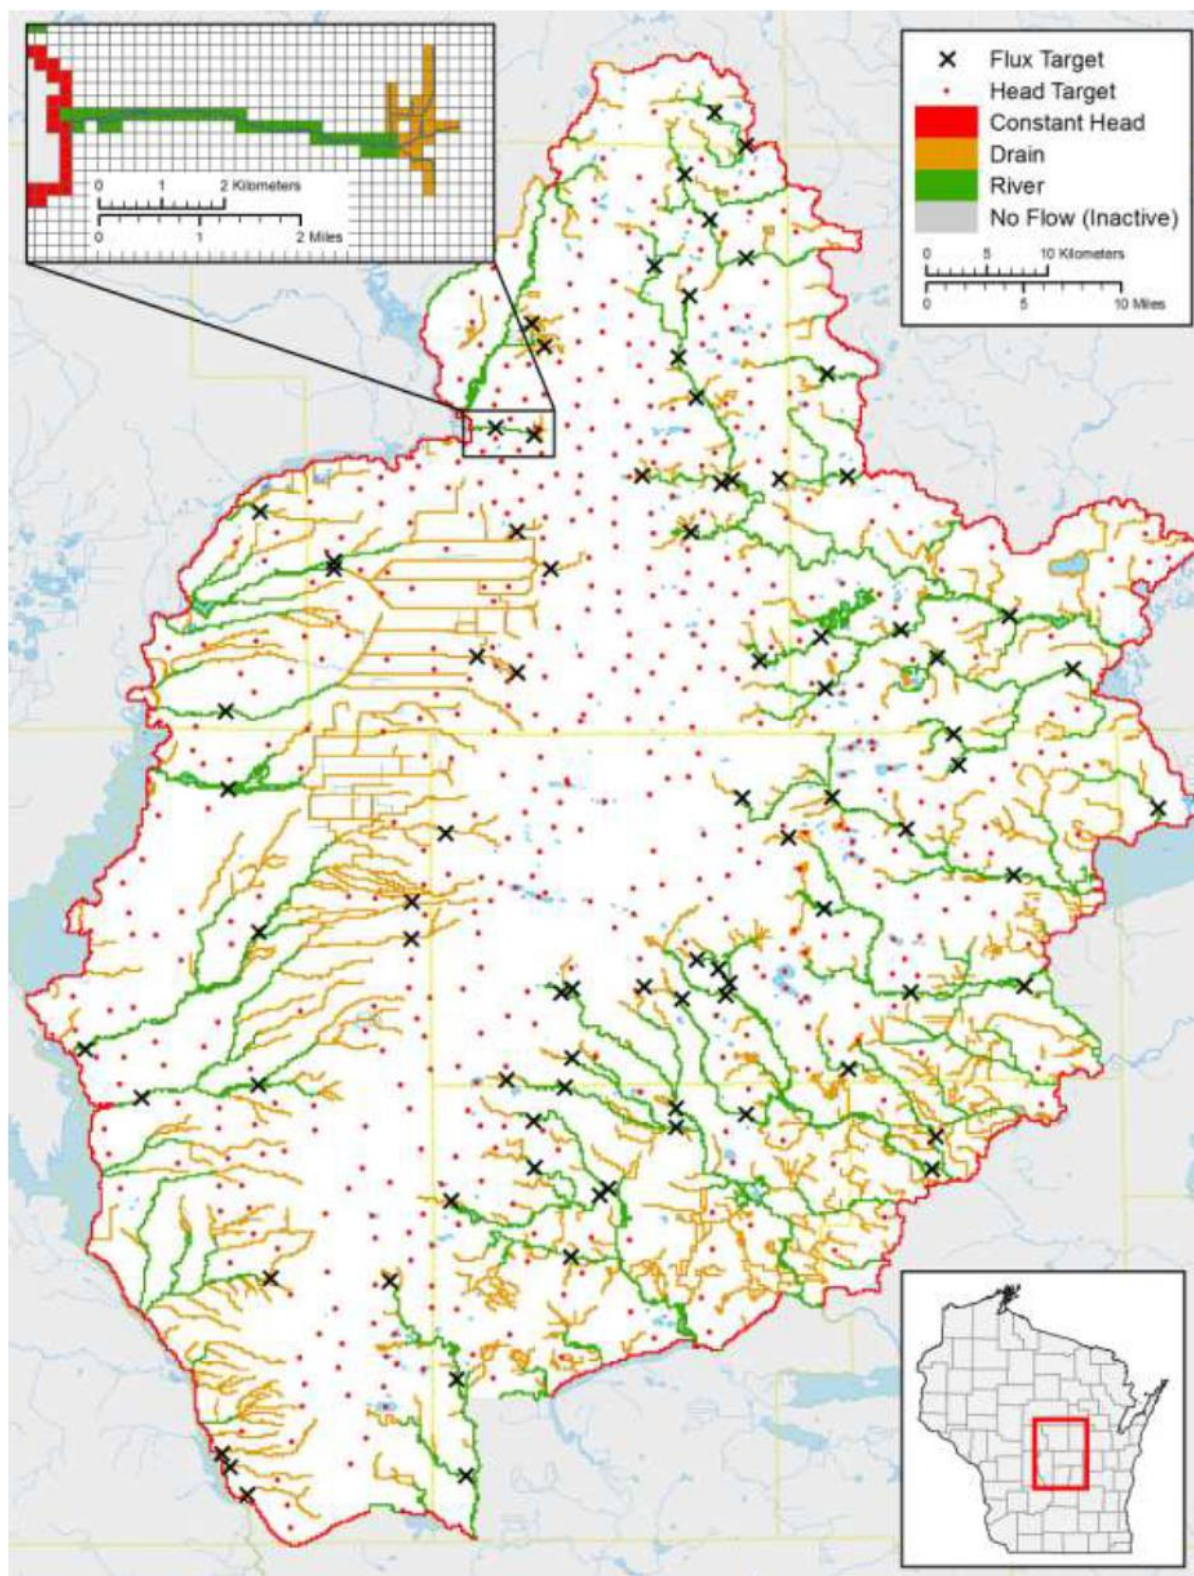 Flux Target
Head Target
Constant Head
Drain
River
No Flow (Inactive)
0 5 10 Kilometers
0 5 10 Miles
0 1 2 Kilometers
0 1 2 Miles